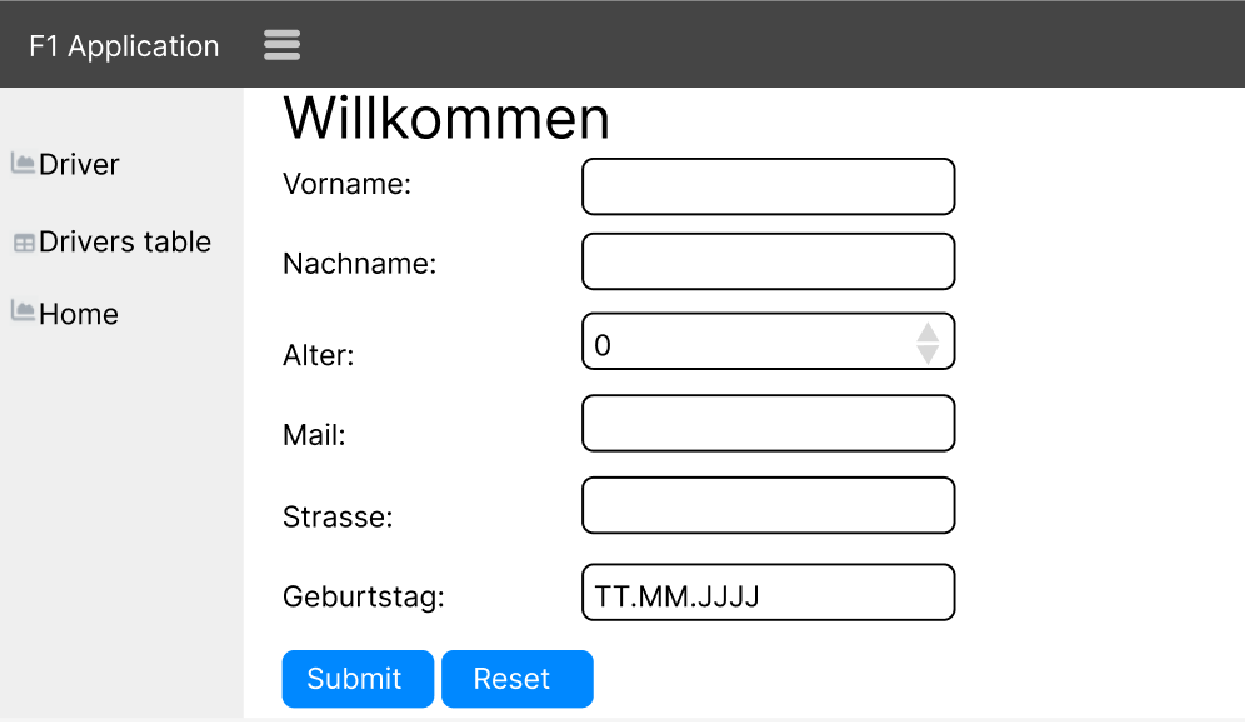 F1 Application
Driver
Drivers table
Home
Willkommen
Vorname:
Nachname:
Alter: 0
Mail:
Strasse:
Geburtstag: TT.MM.JJJJ
Submit Reset